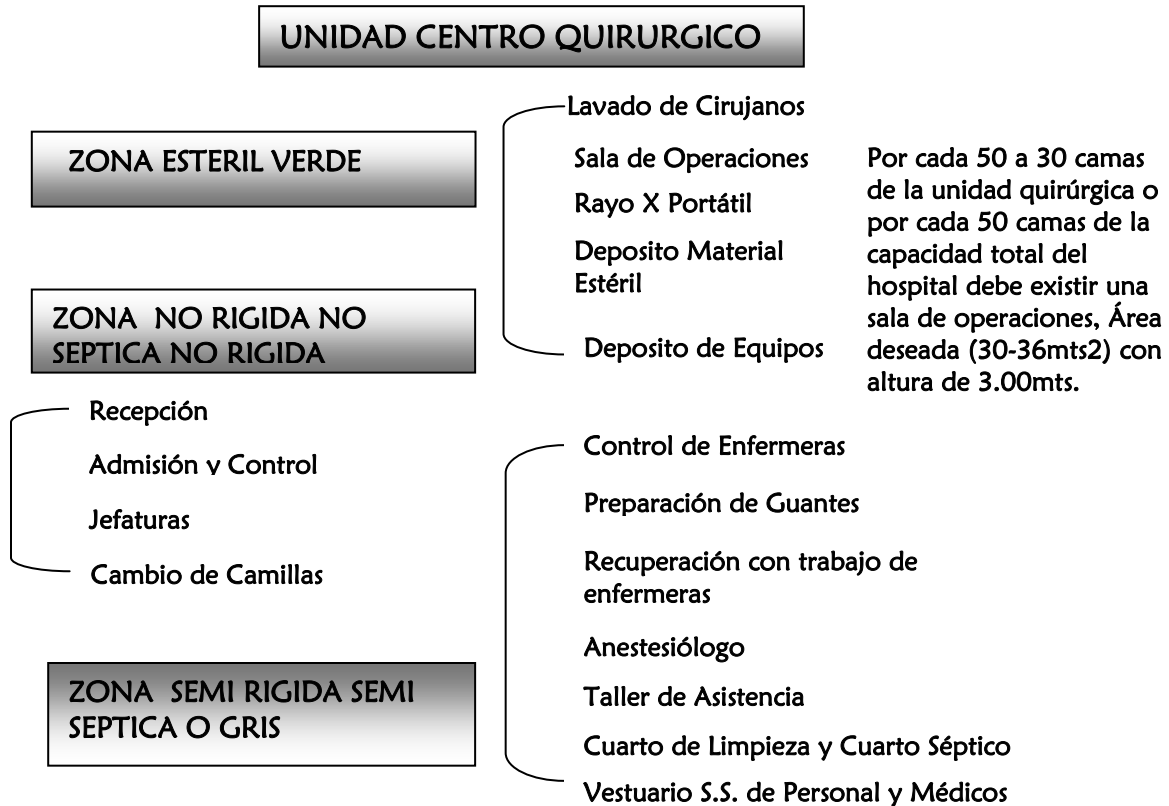 UNIDAD CENTRO QUIRURGICO
ZONA ESTERIL VERDE
Lavado de Cirujanos
Sala de Operaciones
Rayo X Portátil
Deposito Material
Estéril
Deposito de Equipos
Por cada 50 a 30 camas
de la unidad quirúrgica o
por cada 50 camas de la
capacidad total del
hospital debe existir una
sala de operaciones, Área
deseada (30-36mts2) con
altura de 3.00mts.
ZONA NO RIGIDA NO
SEPTICA NO RIGIDA
Recepción
Admisión y Control
Jefaturas
Cambio de Camillas
ZONA SEMI RIGIDA SEMI
SEPTICA O GRIS
Control de Enfermeras
Preparación de Guantes
Recuperación con trabajo de
enfermeras
Anestesiólogo
Taller de Asistencia
Cuarto de Limpieza y Cuarto Séptico
Vestuario S.S. de Personal y Médicos